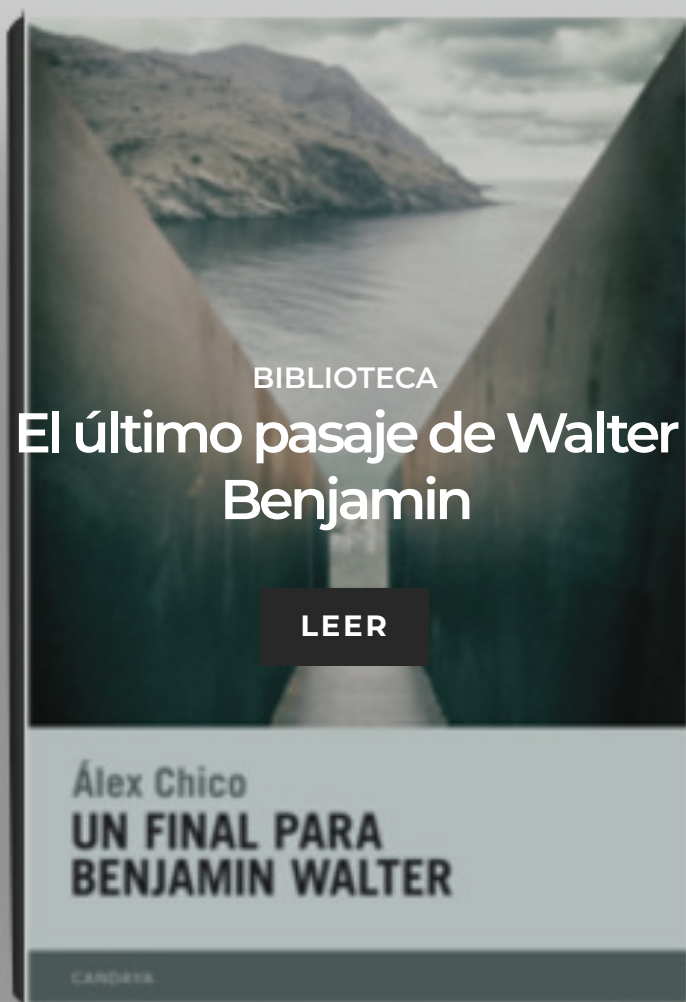 BIBLIOTECA
El último pasaje de Walter
Benjamin
LEER
Álex Chico
UN FINAL PARA
BENJAMIN WALTER
CANDAYA